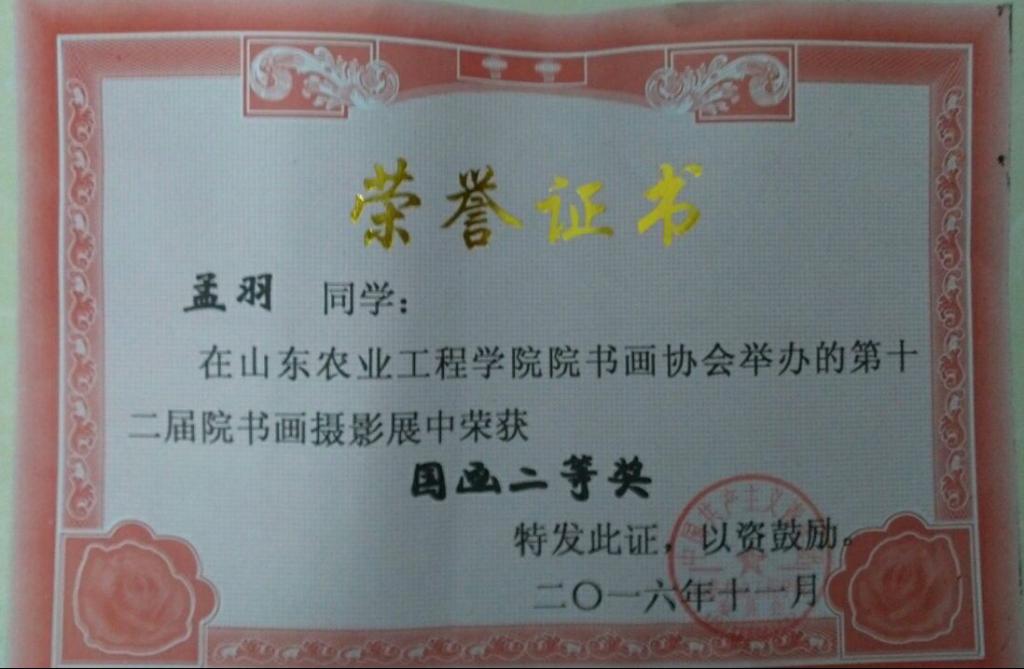 荣誉证书
孟羽 同学：
在山东农业工程学院院书画协会举办的第十
二届院书画摄影展中荣获
国画二等奖
特发此证，以资鼓励。
二〇一六年十一月